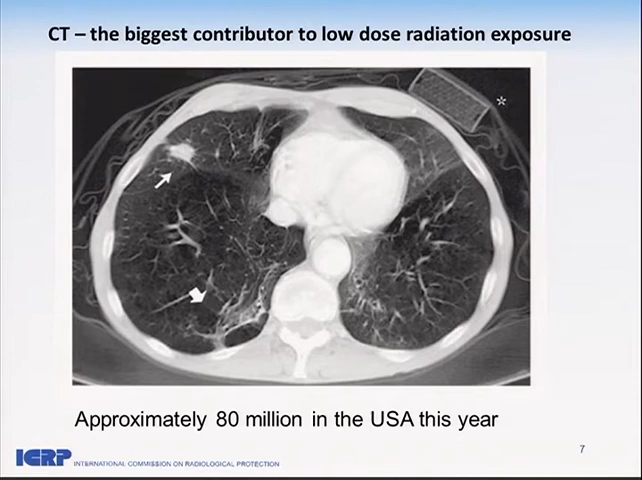 CT – the biggest contributor to low dose radiation exposure
Approximately 80 million in the USA this year
7
ICRP INTERNATIONAL COMMISSION ON RADIOLOGICAL PROTECTION